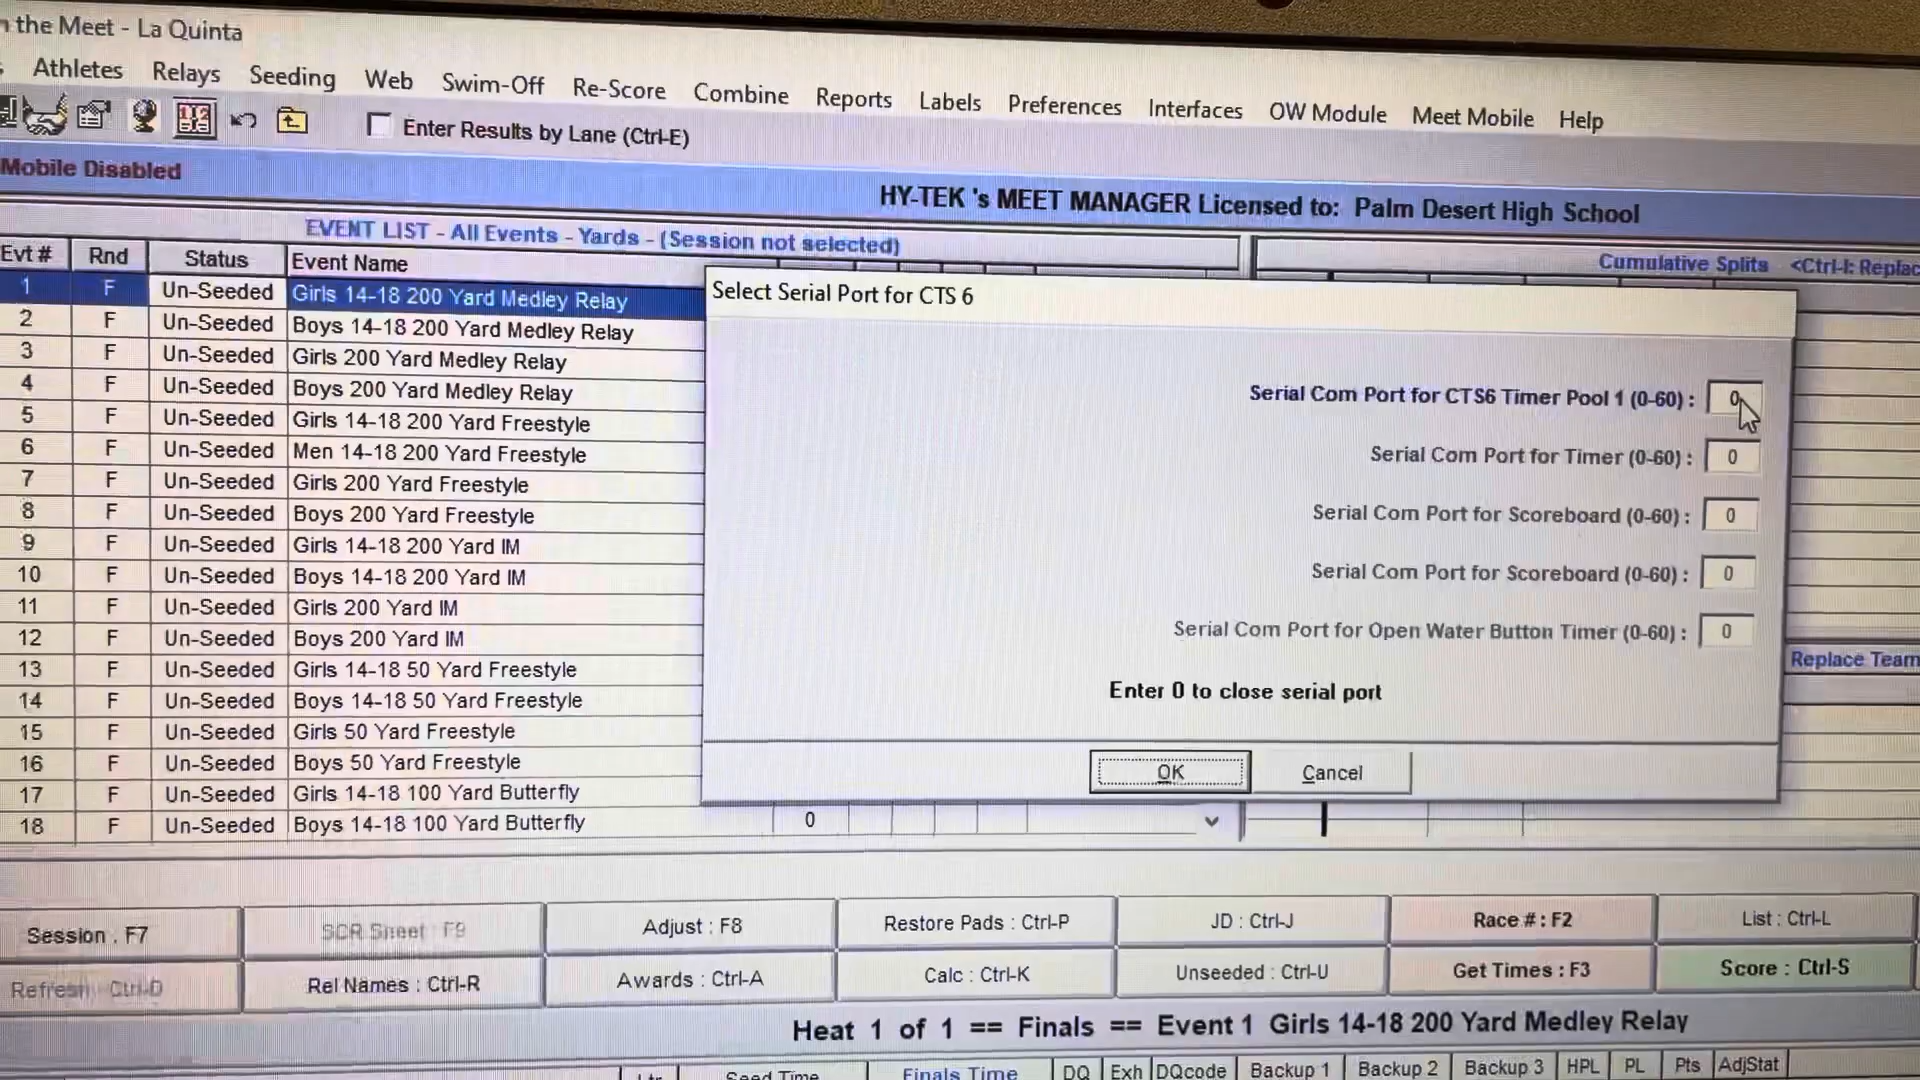 the Meet - La Quinta
Athletes Relays Seeding Web Swim-Off Re-Score Combine Reports Labels Preferences Interfaces OW Module Meet Mobile Help
Enter Results by Lane (Ctrl-E)
Mobile Disabled
HY-TEK 's MEET MANAGER Licensed to: Palm Desert High School
EVENT LIST - All Events - Yards - (Session not selected)
Cumulative Splits <Ctrl-I: Replac
Evt # Rnd Status Event Name
1 F Un-Seeded Girls 14-18 200 Yard Medley Relay
2 F Un-Seeded Boys 14-18 200 Yard Medley Relay
3 F Un-Seeded Girls 200 Yard Medley Relay
4 F Un-Seeded Boys 200 Yard Medley Relay
5 F Un-Seeded Girls 14-18 200 Yard Freestyle
6 F Un-Seeded Men 14-18 200 Yard Freestyle
7 F Un-Seeded Girls 200 Yard Freestyle
8 F Un-Seeded Boys 200 Yard Freestyle
9 F Un-Seeded Girls 14-18 200 Yard IM
10 F Un-Seeded Boys 14-18 200 Yard IM
11 F Un-Seeded Girls 200 Yard IM
12 F Un-Seeded Boys 200 Yard IM
13 F Un-Seeded Girls 14-18 50 Yard Freestyle
14 F Un-Seeded Boys 14-18 50 Yard Freestyle
15 F Un-Seeded Girls 50 Yard Freestyle
16 F Un-Seeded Boys 50 Yard Freestyle
17 F Un-Seeded Girls 14-18 100 Yard Butterfly
18 F Un-Seeded Boys 14-18 100 Yard Butterfly 0
Select Serial Port for CTS 6
Serial Com Port for CTS6 Timer Pool 1 (0-60) : 0
Serial Com Port for Timer (0-60) : 0
Serial Com Port for Scoreboard (0-60) : 0
Serial Com Port for Scoreboard (0-60) : 0
Serial Com Port for Open Water Button Timer (0-60) : 0
Enter 0 to close serial port
OK Cancel
Replace Team
Session : F7 SCR Sheet : F9 Adjust : F8 Restore Pads : Ctrl-P JD : Ctrl-J Race # : F2 List : Ctrl-L
Refresh : Ctrl-D Rel Names : Ctrl-R Awards : Ctrl-A Calc : Ctrl-K Unseeded : Ctrl-U Get Times : F3 Score : Ctrl-S
Heat 1 of 1 == Finals == Event 1 Girls 14-18 200 Yard Medley Relay
Seed Time Finals Time DQ Exh DQcode Backup 1 Backup 2 Backup 3 HPL PL Pts AdjStat